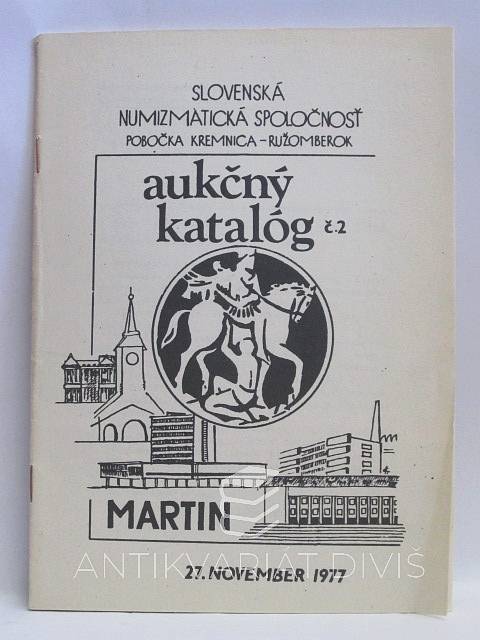 SLOVENSKÁ
NUMIZMATICKÁ SPOLOČNOSŤ
POBOČKA KREMNICA-RUŽOMBEROK
aukčný
katalóg č.2
MARTIN
ANTIKVARIÁT DIVIŠ
27. NOVEMBER 1977